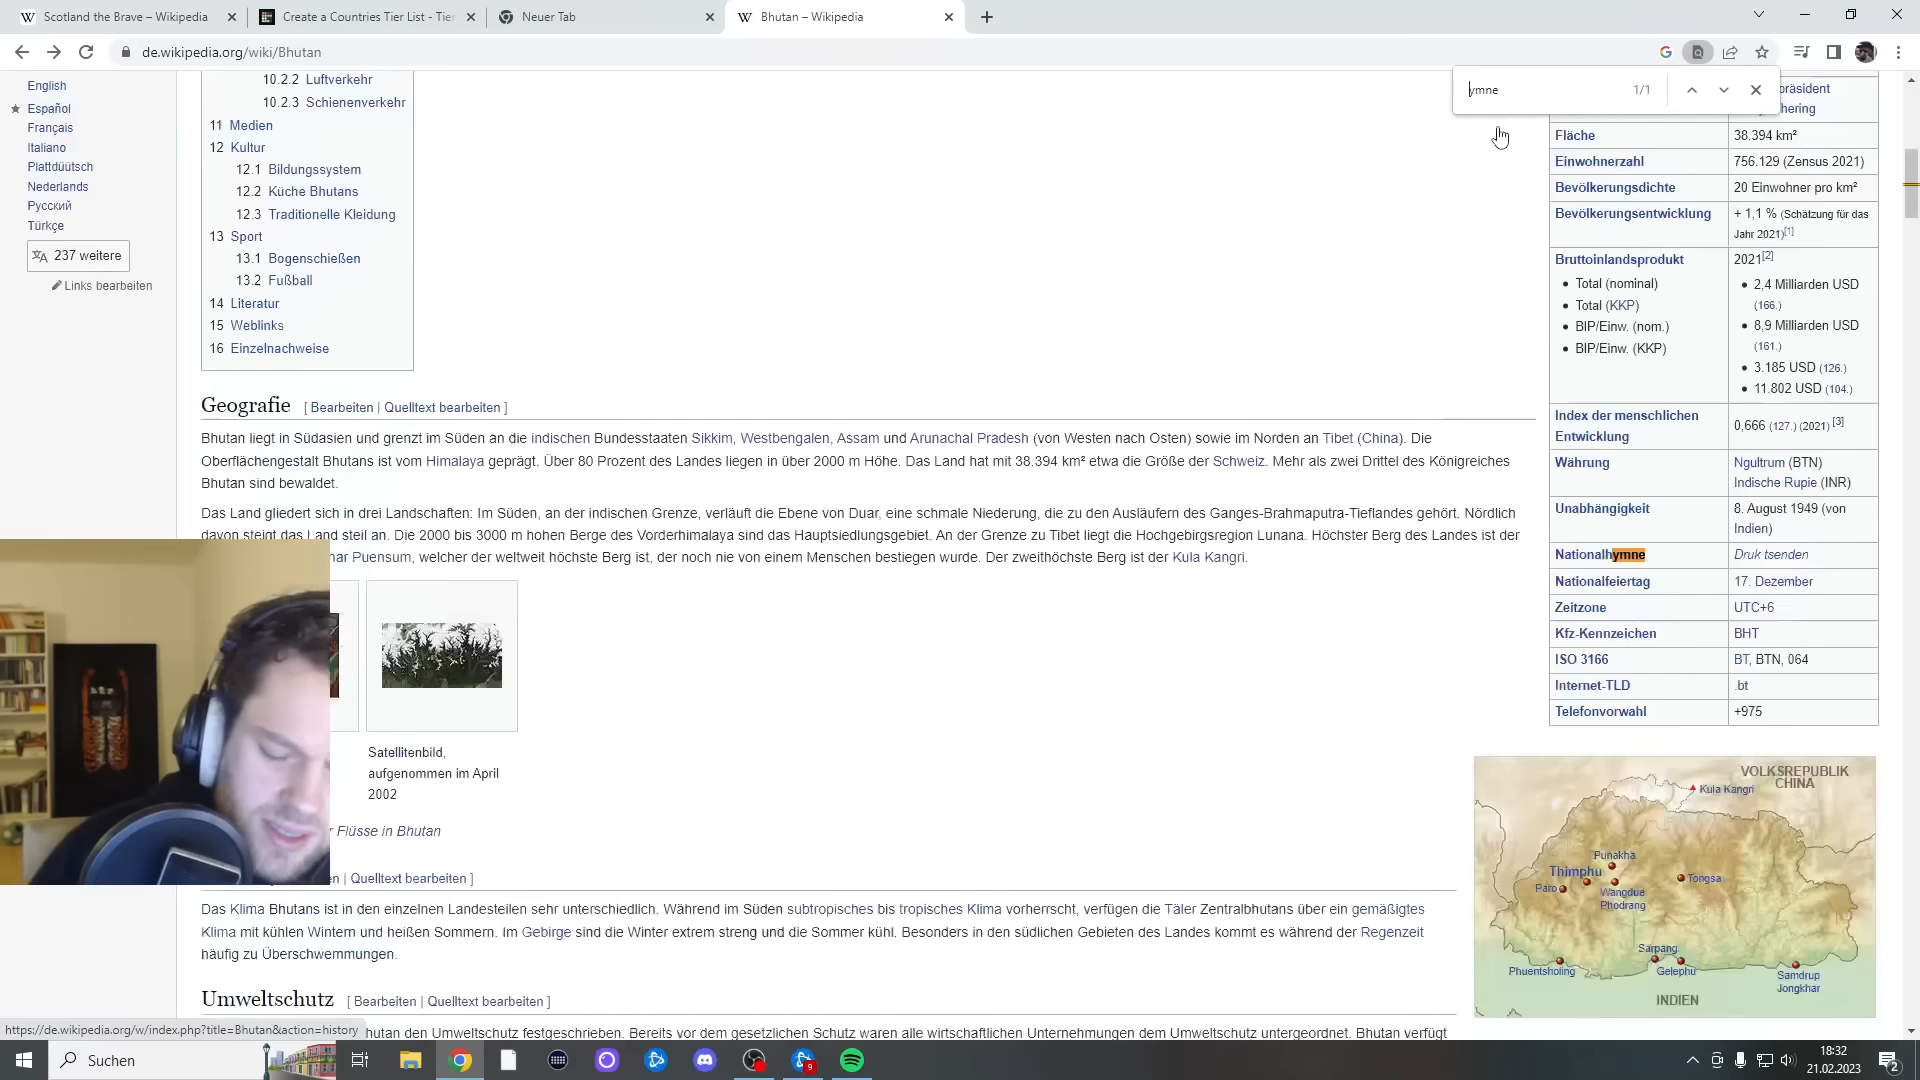 Scotland the Brave – Wikipedia
Create a Countries Tier List - Tier
Neuer Tab
Bhutan – Wikipedia
de.wikipedia.org/wiki/Bhutan
ymne 1/1
English
Español
Français
Italiano
Plattdüütsch
Nederlands
Русский
Türkçe
237 weitere
Links bearbeiten
10.2.2 Luftverkehr
10.2.3 Schienenverkehr
11 Medien
12 Kultur
12.1 Bildungssystem
12.2 Küche Bhutans
12.3 Traditionelle Kleidung
13 Sport
13.1 Bogenschießen
13.2 Fußball
14 Literatur
15 Weblinks
16 Einzelnachweise
Geografie [ Bearbeiten | Quelltext bearbeiten ]
Bhutan liegt in Südasien und grenzt im Süden an die indischen Bundesstaaten Sikkim, Westbengalen, Assam und Arunachal Pradesh (von Westen nach Osten) sowie im Norden an Tibet (China). Die
Oberflächengestalt Bhutans ist vom Himalaya geprägt. Über 80 Prozent des Landes liegen in über 2000 m Höhe. Das Land hat mit 38.394 km² etwa die Größe der Schweiz. Mehr als zwei Drittel des Königreiches
Bhutan sind bewaldet.
Das Land gliedert sich in drei Landschaften: Im Süden, an der indischen Grenze, verläuft die Ebene von Duar, eine schmale Niederung, die zu den Ausläufern des Ganges-Brahmaputra-Tieflandes gehört. Nördlich
davon steigt das Land steil an. Die 2000 bis 3000 m hohen Berge des Vorderhimalaya sind das Hauptsiedlungsgebiet. An der Grenze zu Tibet liegt die Hochgebirgsregion Lunana. Höchster Berg des Landes ist der
har Puensum, welcher der weltweit höchste Berg ist, der noch nie von einem Menschen bestiegen wurde. Der zweithöchste Berg ist der Kula Kangri.
Satellitenbild,
aufgenommen im April
2002
r Flüsse in Bhutan
en | Quelltext bearbeiten ]
Das Klima Bhutans ist in den einzelnen Landesteilen sehr unterschiedlich. Während im Süden subtropisches bis tropisches Klima vorherrscht, verfügen die Täler Zentralbhutans über ein gemäßigtes
Klima mit kühlen Wintern und heißen Sommern. Im Gebirge sind die Winter extrem streng und die Sommer kühl. Besonders in den südlichen Gebieten des Landes kommt es während der Regenzeit
häufig zu Überschwemmungen.
Umweltschutz [ Bearbeiten | Quelltext bearbeiten ]
hutan den Umweltschutz festgeschrieben. Bereits vor dem gesetzlichen Schutz waren alle wirtschaftlichen Unternehmungen dem Umweltschutz untergeordnet. Bhutan verfügt
präsident
hering
Fläche 38.394 km²
Einwohnerzahl 756.129 (Zensus 2021)
Bevölkerungsdichte 20 Einwohner pro km²
Bevölkerungsentwicklung + 1,1 % (Schätzung für das
Jahr 2021)[1]
Bruttoinlandsprodukt 2021[2]
• Total (nominal) • 2,4 Milliarden USD
(166.)
• Total (KKP) • 8,9 Milliarden USD
(161.)
• BIP/Einw. (nom.) • 3.185 USD (126.)
• BIP/Einw. (KKP) • 11.802 USD (104.)
Index der menschlichen
Entwicklung 0,666 (127.) (2021) [3]
Währung Ngultrum (BTN)
Indische Rupie (INR)
Unabhängigkeit 8. August 1949 (von
Indien)
Nationalhymne Druk tsenden
Nationalfeiertag 17. Dezember
Zeitzone UTC+6
Kfz-Kennzeichen BHT
ISO 3166 BT, BTN, 064
Internet-TLD .bt
Telefonvorwahl +975
VOLKSREPUBLIK
CHINA
Kula Kangri
Punakha
Thimphu
Paro
Wangdue
Phodrang
Tongsa
Sarpang
Phuentsholing
Gelephu
Samdrup
Jongkhar
INDIEN
https://de.wikipedia.org/w/index.php?title=Bhutan&action=history
Suchen
9
18:32
21.02.2023
2